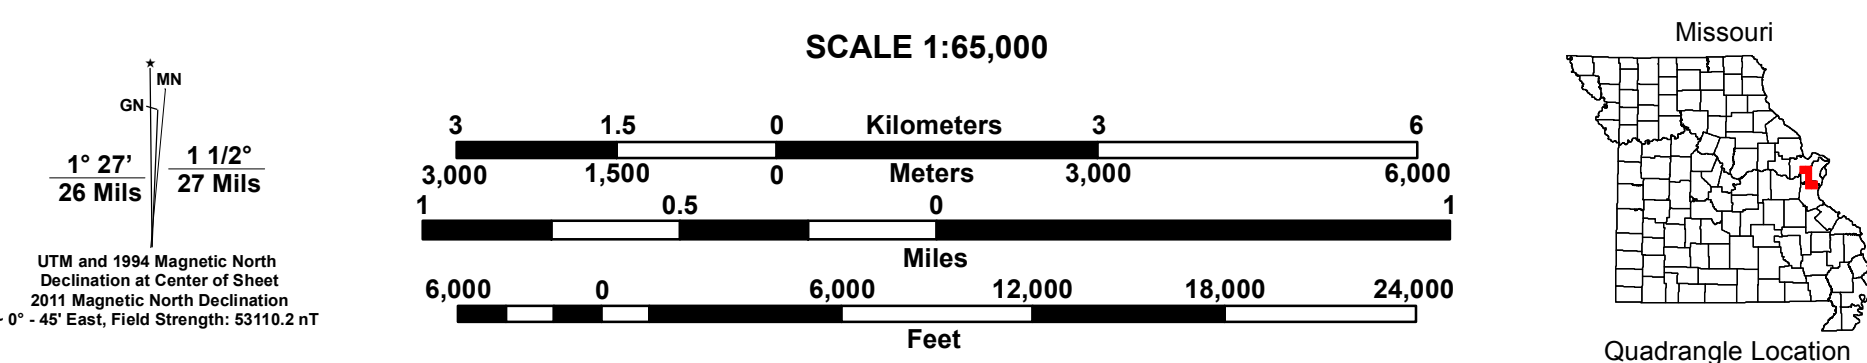 SCALE 1:65,000
MN
GN
1° 27’ 1 1/2°
26 Mils 27 Mils
UTM and 1994 Magnetic North
Declination at Center of Sheet
2011 Magnetic North Declination
0° - 45' East, Field Strength: 53110.2 nT
3 1.5 0 Kilometers 3 6
3,000 1,500 0 Meters 3,000 6,000
1 0.5 0 1
Miles
6,000 0 6,000 12,000 18,000 24,000
Feet
Missouri
Quadrangle Location